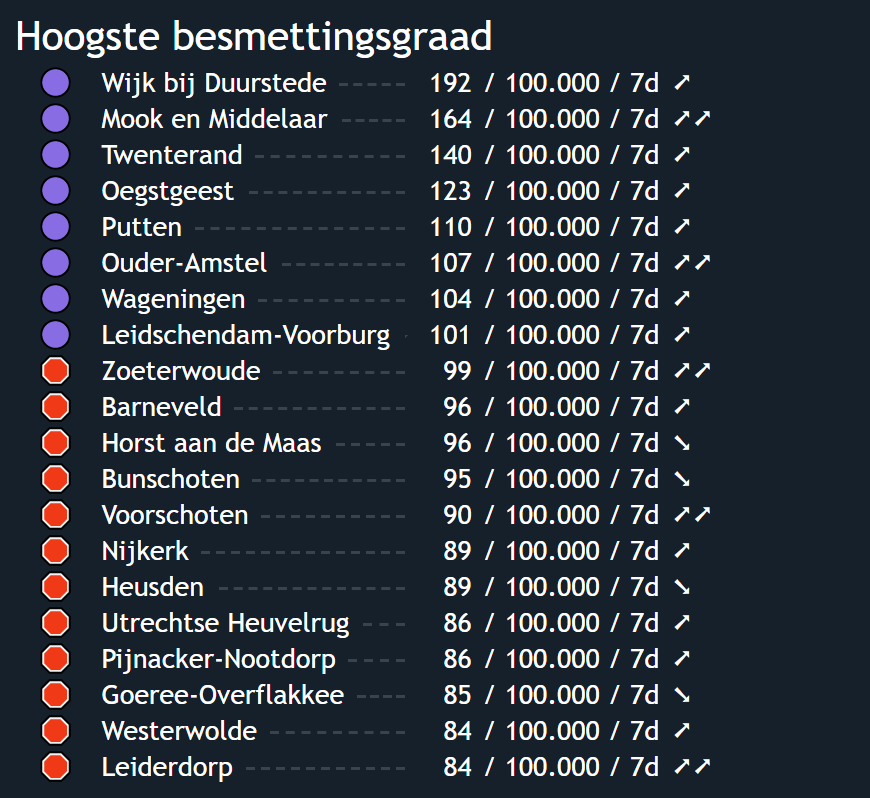 Hoogste besmettingsgraad
Wijk bij Duurstede ----- 192 / 100.000 / 7d ➚
Mook en Middelaar ----- 164 / 100.000 / 7d ➚➚
Twenterand ----------- 140 / 100.000 / 7d ➚
Oegstgeest ----------- 123 / 100.000 / 7d ➚
Putten --------------- 110 / 100.000 / 7d ➚
Ouder-Amstel --------- 107 / 100.000 / 7d ➚➚
Wageningen ---------- 104 / 100.000 / 7d ➚
Leidschendam-Voorburg - 101 / 100.000 / 7d ➚
Zoeterwoude --------- 99 / 100.000 / 7d ➚➚
Barneveld ------------ 96 / 100.000 / 7d ➚
Horst aan de Maas ----- 96 / 100.000 / 7d ➘
Bunschoten ----------- 95 / 100.000 / 7d ➘
Voorschoten ---------- 90 / 100.000 / 7d ➚➚
Nijkerk -------------- 89 / 100.000 / 7d ➚
Heusden ------------- 89 / 100.000 / 7d ➘
Utrechtse Heuvelrug --- 86 / 100.000 / 7d ➚
Pijnacker-Nootdorp ---- 86 / 100.000 / 7d ➚
Goeree-Overflakkee ---- 85 / 100.000 / 7d ➘
Westerwolde ---------- 84 / 100.000 / 7d ➚
Leiderdorp ----------- 84 / 100.000 / 7d ➚➚